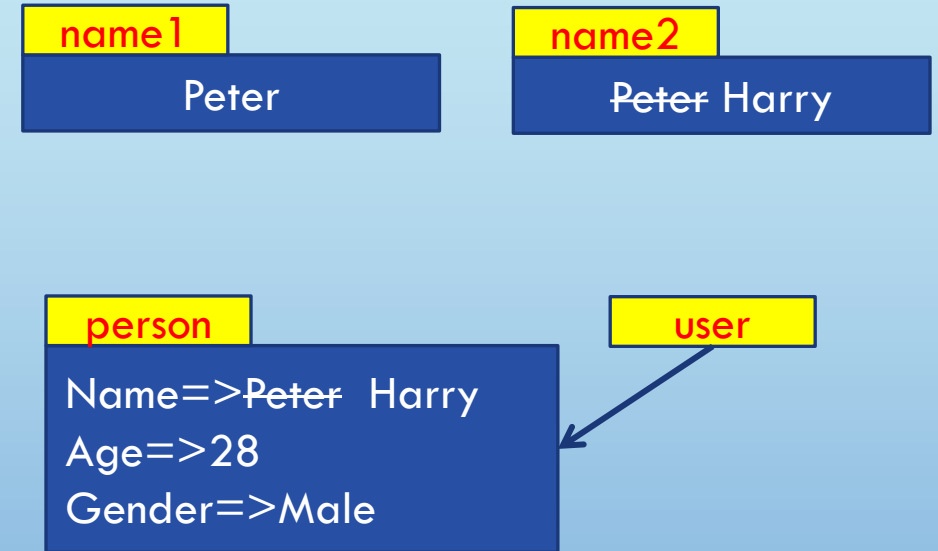 name1
Peter
name2
Peter Harry
person
Name=>Peter Harry
Age=>28
Gender=>Male
user